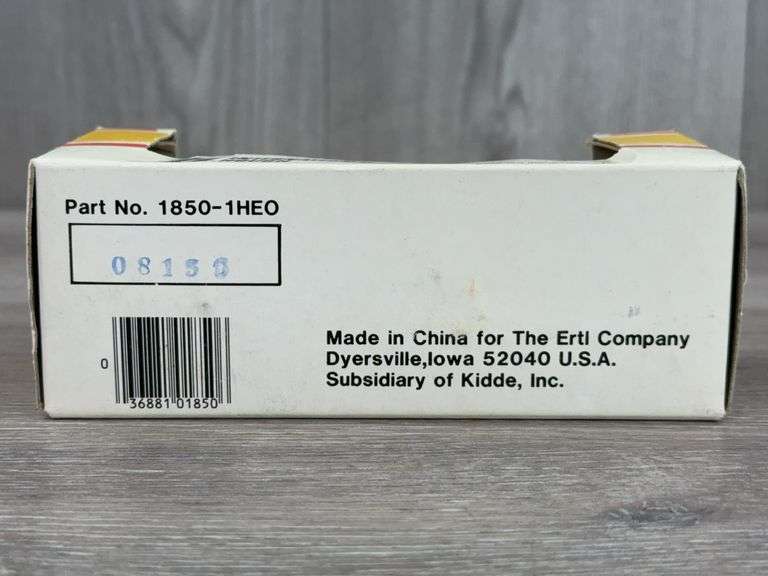 Part No. 1850-1HEO
Made in China for The Ertl Company
Dyersville,Iowa 52040 U.S.A.
Subsidiary of Kidde, Inc.
0
36881 01850